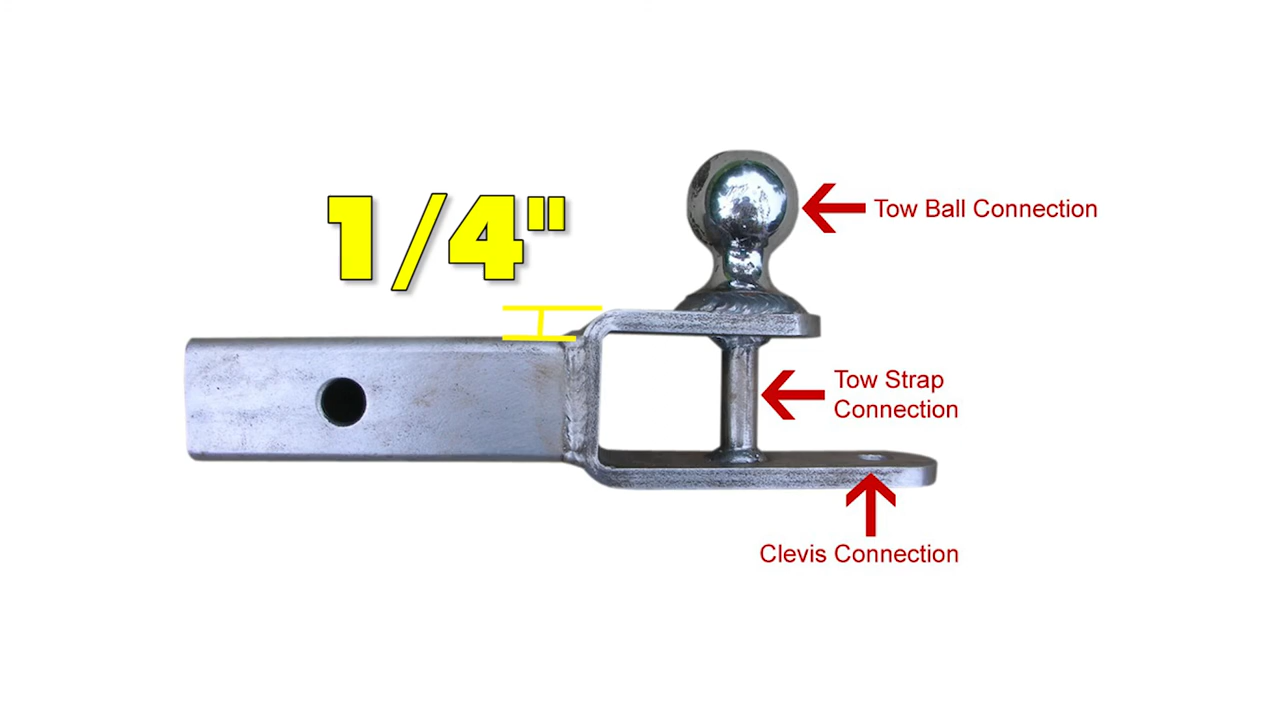 1/4"
Tow Ball Connection
Tow Strap
Connection
Clevis Connection